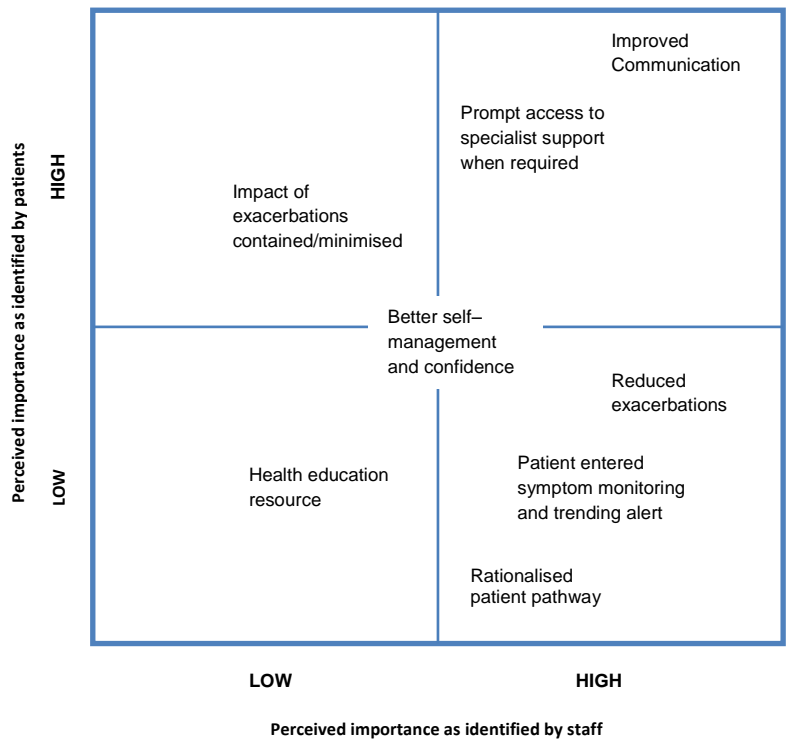 Improved
Communication
Prompt access to
specialist support
when required
Impact of
exacerbations
contained/minimised
Better self–
management
and confidence
Reduced
exacerbations
Patient entered
symptom monitoring
and trending alert
Health education
resource
Rationalised
patient pathway
Perceived importance as identified by patients
HIGH
LOW
LOW
HIGH
Perceived importance as identified by staff